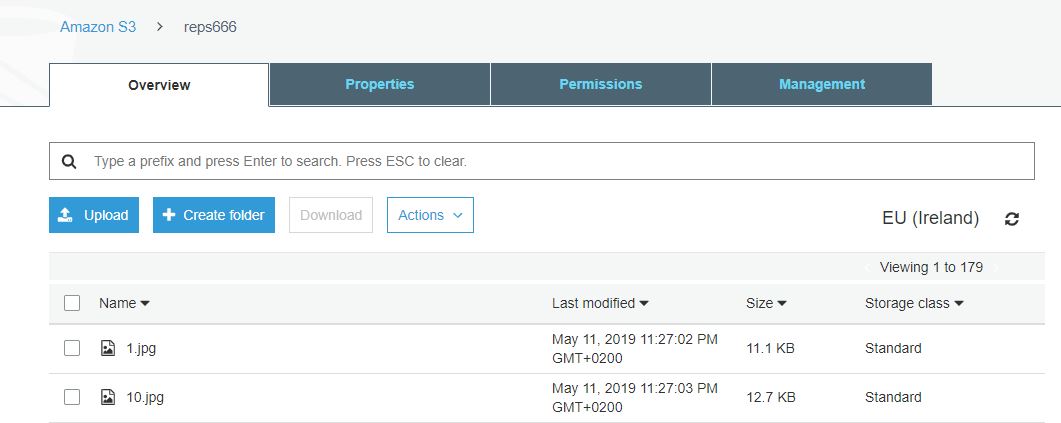 Amazon S3 > reps666
Overview Properties Permissions Management
Type a prefix and press Enter to search. Press ESC to clear.
Upload Create folder Download Actions EU (Ireland)
Viewing 1 to 179
Name Last modified Size Storage class
1.jpg May 11, 2019 11:27:02 PM 11.1 KB Standard
GMT+0200
10.jpg May 11, 2019 11:27:03 PM 12.7 KB Standard
GMT+0200